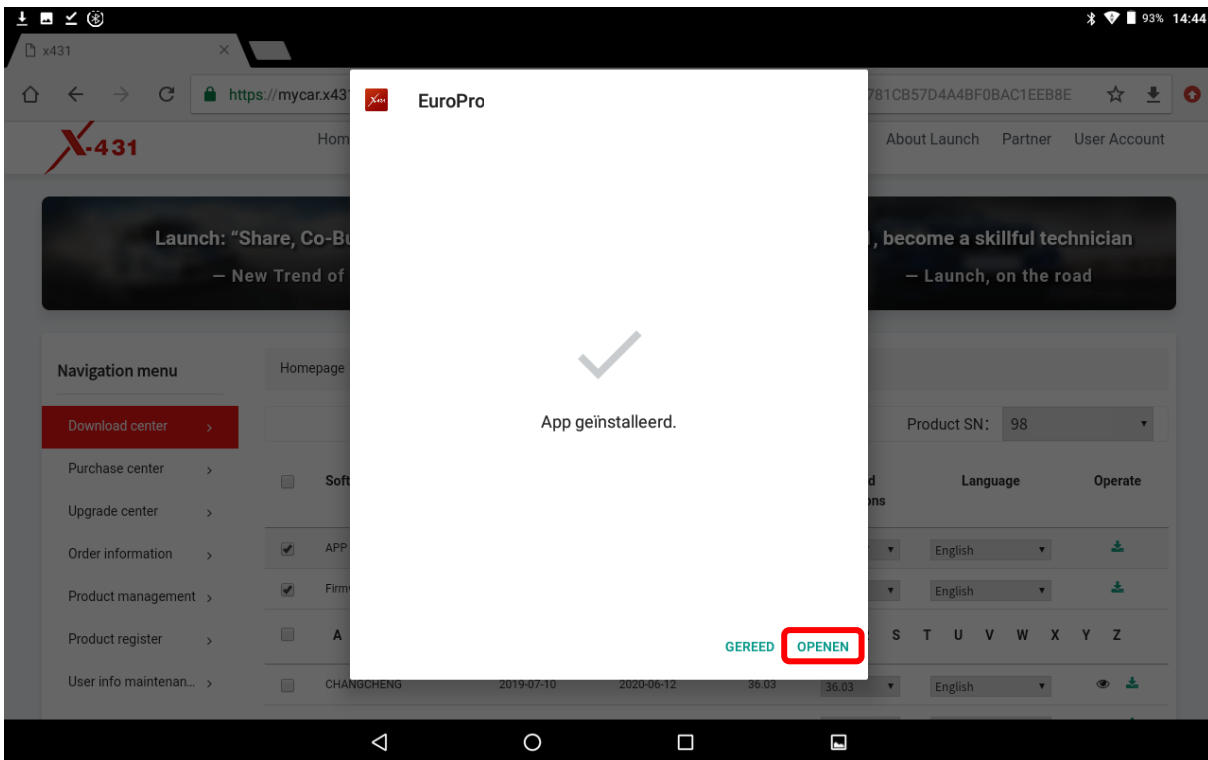 93% 14:44
x431
https://mycar.x43 781CB57D4A4BF0BAC1EEB8E
X-431
Hom About Launch Partner User Account
Launch: “Share, Co-Bu , become a skillful technician
— New Trend of — Launch, on the road
EuroPro
App geïnstalleerd.
GEREED OPENEN
Navigation menu
Download center
Purchase center
Upgrade center
Order information
Product management
Product register
User info maintenan...
Homepage
Product SN: 98
Soft d Language Operate
ons
APP English
Firm English
A S T U V W X Y Z
CHANGCHENG 2019-07-10 2020-06-12 36.03 36.03 English